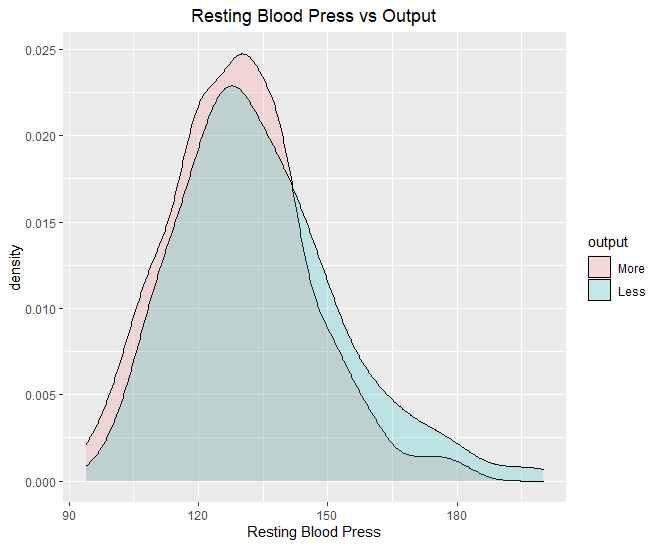 Resting Blood Press vs Output
density
0.025
0.020
0.015
0.010
0.005
0.000
90 120 150 180
Resting Blood Press
output
More
Less